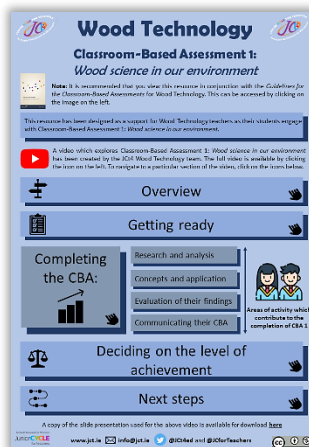 Wood Technology
Classroom-Based Assessment 1:
Wood science in our environment
Note: It is recommended that you view this resource in conjunction with the Guidelines for
the Classroom-Based Assessments for Wood Technology. This can be accessed by clicking on
the image on the left.
This resource has been designed as a support for Wood Technology teachers as their students engage
with Classroom-Based Assessment 1: Wood science in our environment.
A video which explores Classroom-Based Assessment 1: Wood science in our environment
has been created by the JCt4 Wood Technology team. The full video is available by clicking
the icon on the left. To navigate to a particular section of the video, click on the icons below.
Overview
Getting ready
Completing
the CBA:
Research and analysis
Concepts and application
Evaluation of their findings
Communicating their CBA
Areas of activity which
contribute to the
completion of CBA 1
Deciding on the level of
achievement
Next steps
A copy of the slide presentation used for the above video is available for download here
JuniorCYCLE
www.jct.ie info@jct.ie @JCt4ed and @JCforTeachers